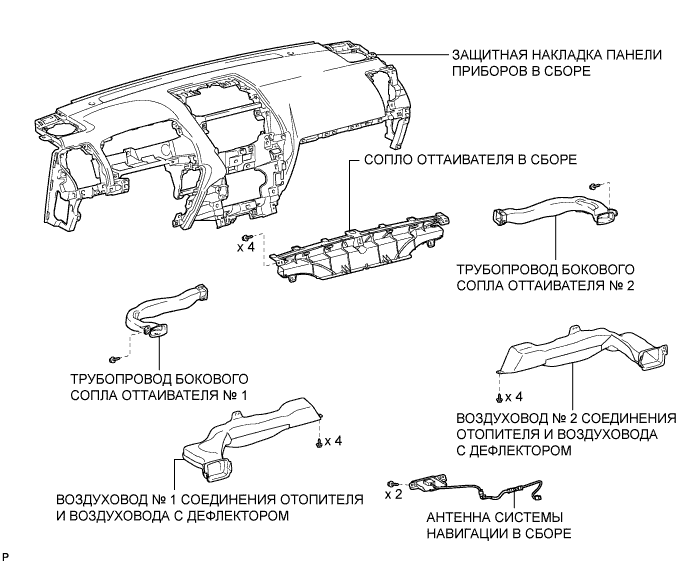 ЗАЩИТНАЯ НАКЛАДКА ПАНЕЛИ
ПРИБОРОВ В СБОРЕ
СОПЛО ОТТАИВАТЕЛЯ В СБОРЕ
x 4
ТРУБОПРОВОД БОКОВОГО
СОПЛА ОТТАИВАТЕЛЯ № 2
ТРУБОПРОВОД БОКОВОГО
СОПЛА ОТТАИВАТЕЛЯ № 1
x 4
ВОЗДУХОВОД № 2 СОЕДИНЕНИЯ
ОТОПИТЕЛЯ И ВОЗДУХОВОДА
С ДЕФЛЕКТОРОМ
x 4
ВОЗДУХОВОД № 1 СОЕДИНЕНИЯ ОТОПИТЕЛЯ
И ВОЗДУХОВОДА С ДЕФЛЕКТОРОМ
x 2
АНТЕННА СИСТЕМЫ
НАВИГАЦИИ В СБОРЕ
P